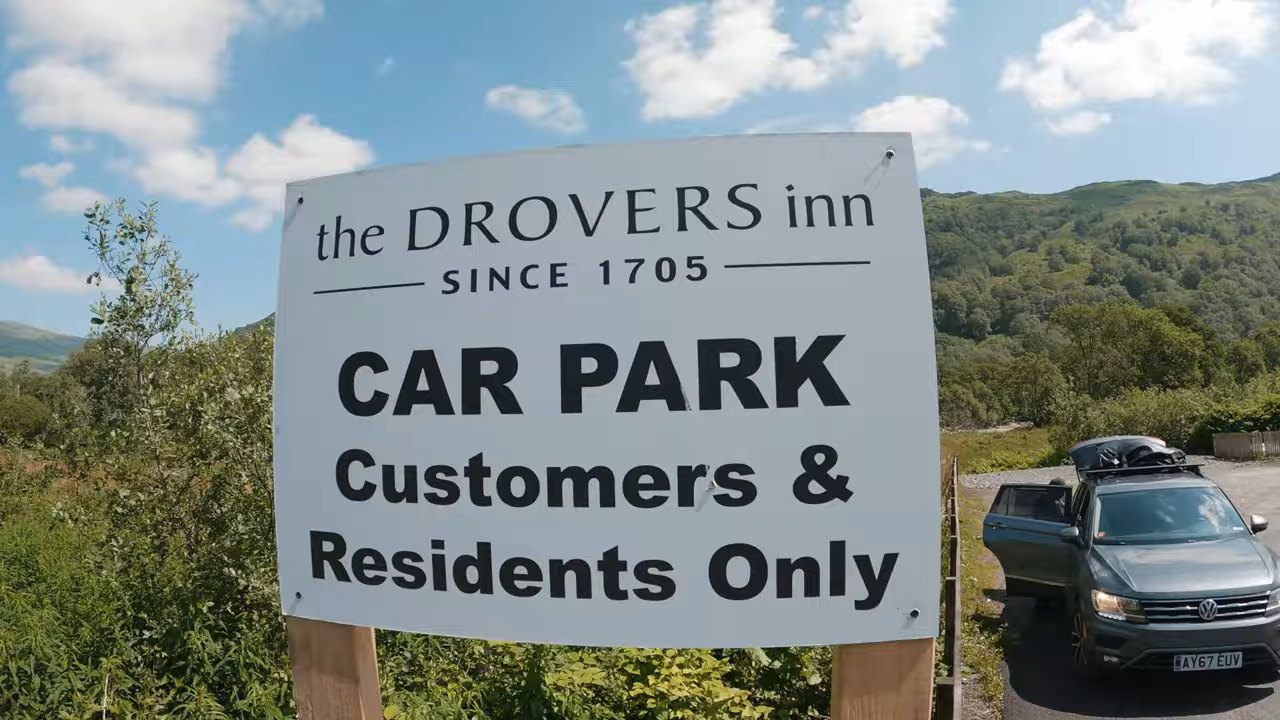 the DROVERS inn
SINCE 1705
CAR PARK
Customers &
Residents Only
AY67 EUV